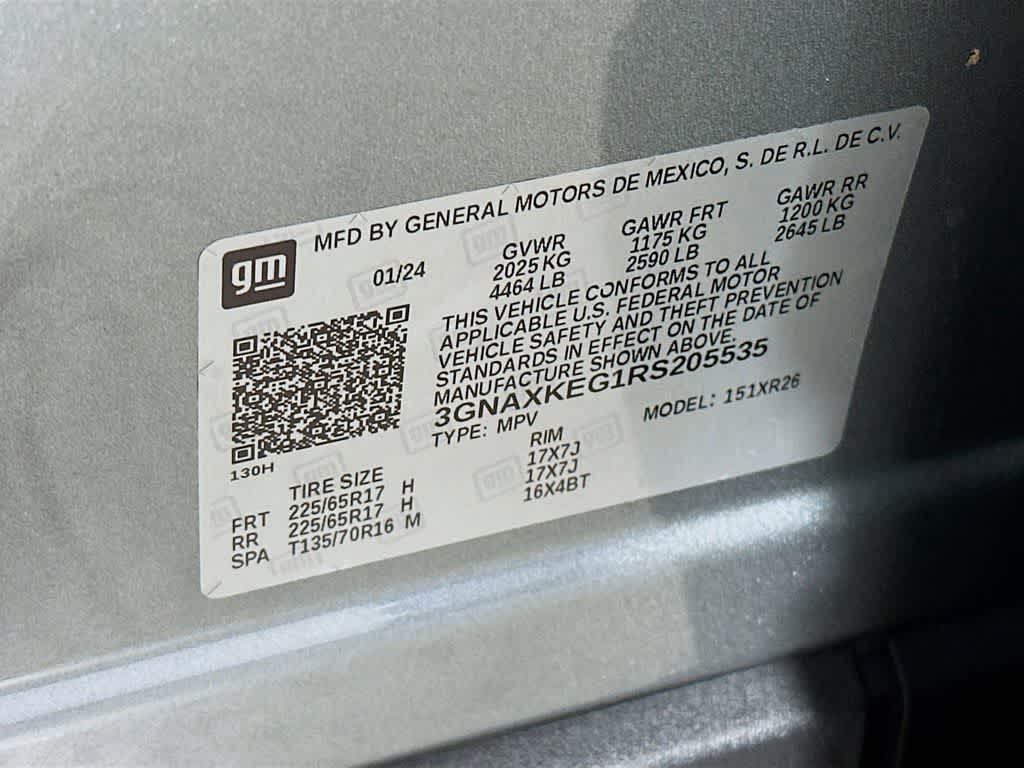 gm
MFD BY GENERAL MOTORS DE MEXICO, S. DE R.L. DE C.V.
01/24
GVWR
2025 KG
4464 LB
GAWR FRT
1175 KG
2590 LB
GAWR RR
1200 KG
2645 LB
THIS VEHICLE CONFORMS TO ALL
APPLICABLE U.S. FEDERAL MOTOR
VEHICLE SAFETY AND THEFT PREVENTION
STANDARDS IN EFFECT ON THE DATE OF
MANUFACTURE SHOWN ABOVE.
3GNAXKEG1RS205535
TYPE: MPV
MODEL: 151XR26
130H
TIRE SIZE RIM
FRT 225/65R17 H 17X7J
RR 225/65R17 H 17X7J
SPA T135/70R16 M 16X4BT